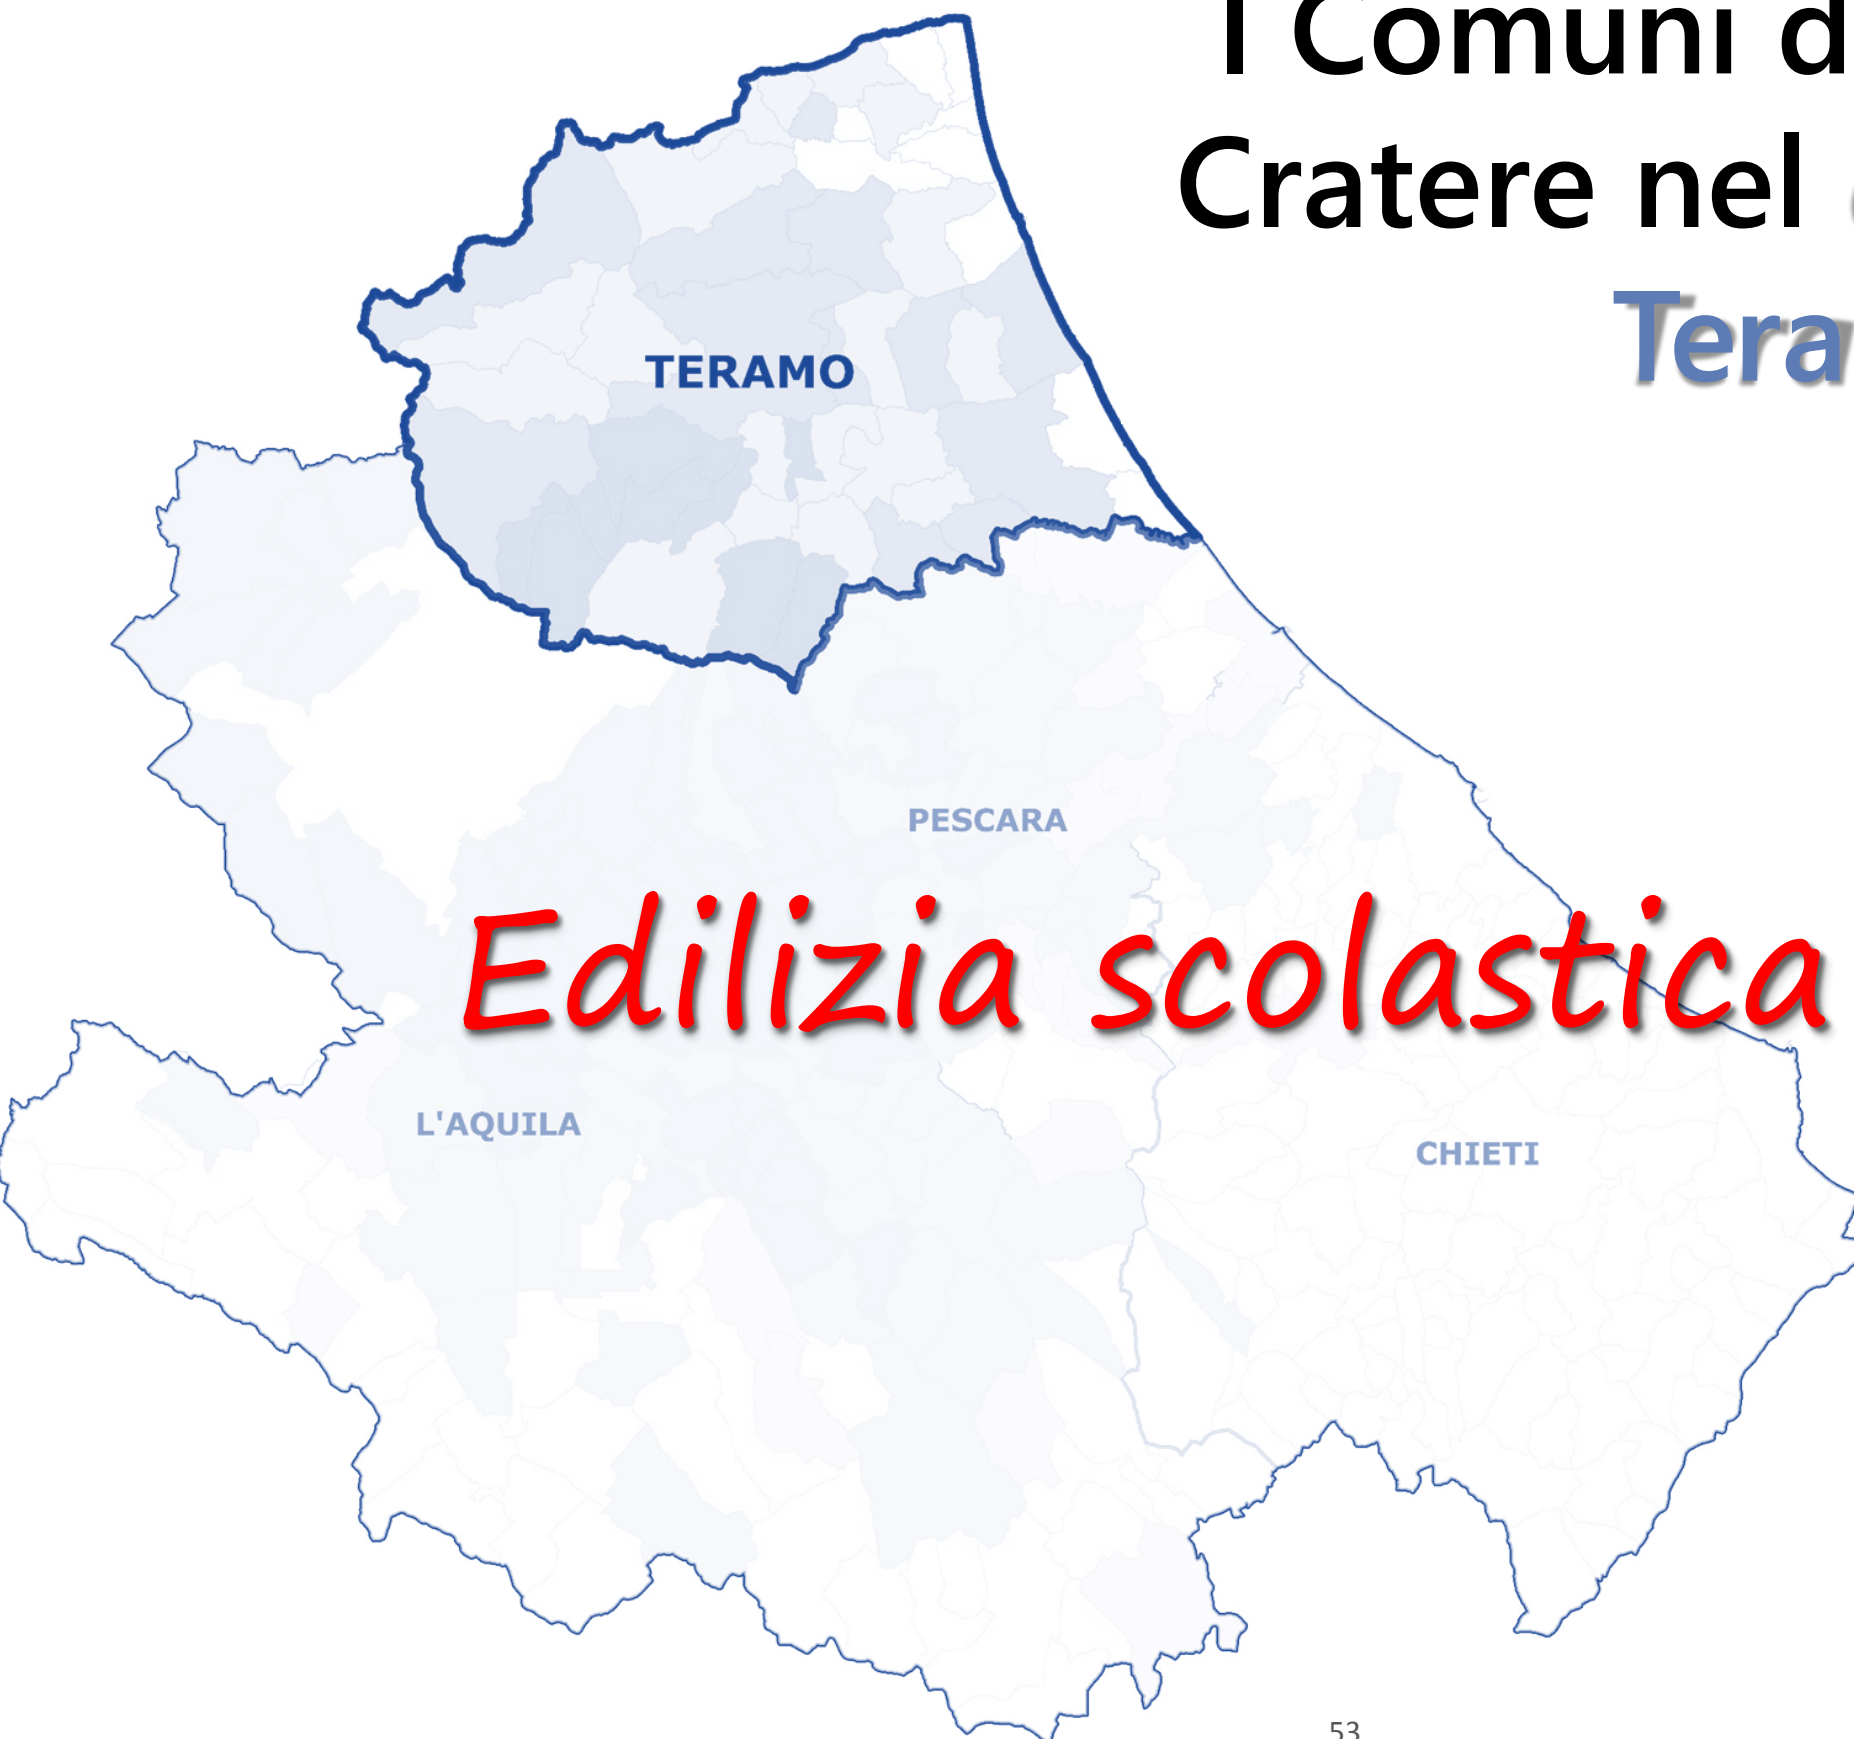 I Comuni d
Cratere nel
Tera
TERAMO
PESCARA
Edilizia scolastica
L'AQUILA
CHIETI
53